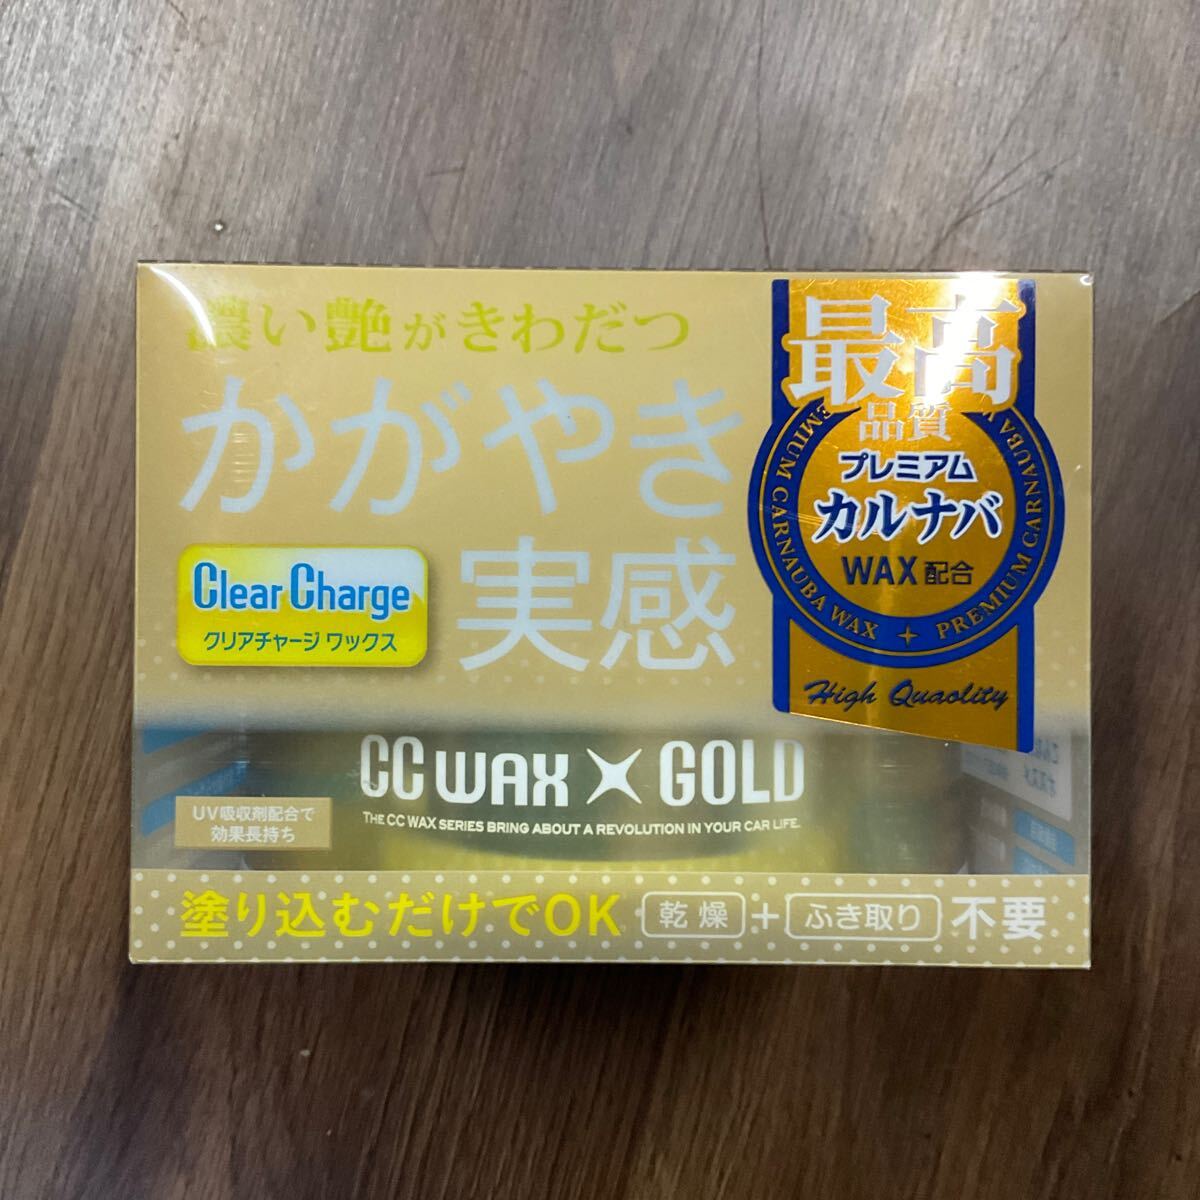 濃い艶がきわだつ
かがやき
実感
Clear Charge
クリアチャージ ワックス
最高
品質
プレミアム
カルナバ
WAX配合
PREMIUM CARNAUBA WAX
High Quaolity
CC WAX × GOLD
THE CC WAX SERIES BRING ABOUT A REVOLUTION IN YOUR CAR LIFE.
UV吸収剤配合で
効果長持ち
塗り込むだけでOK 乾燥 + ふき取り 不要